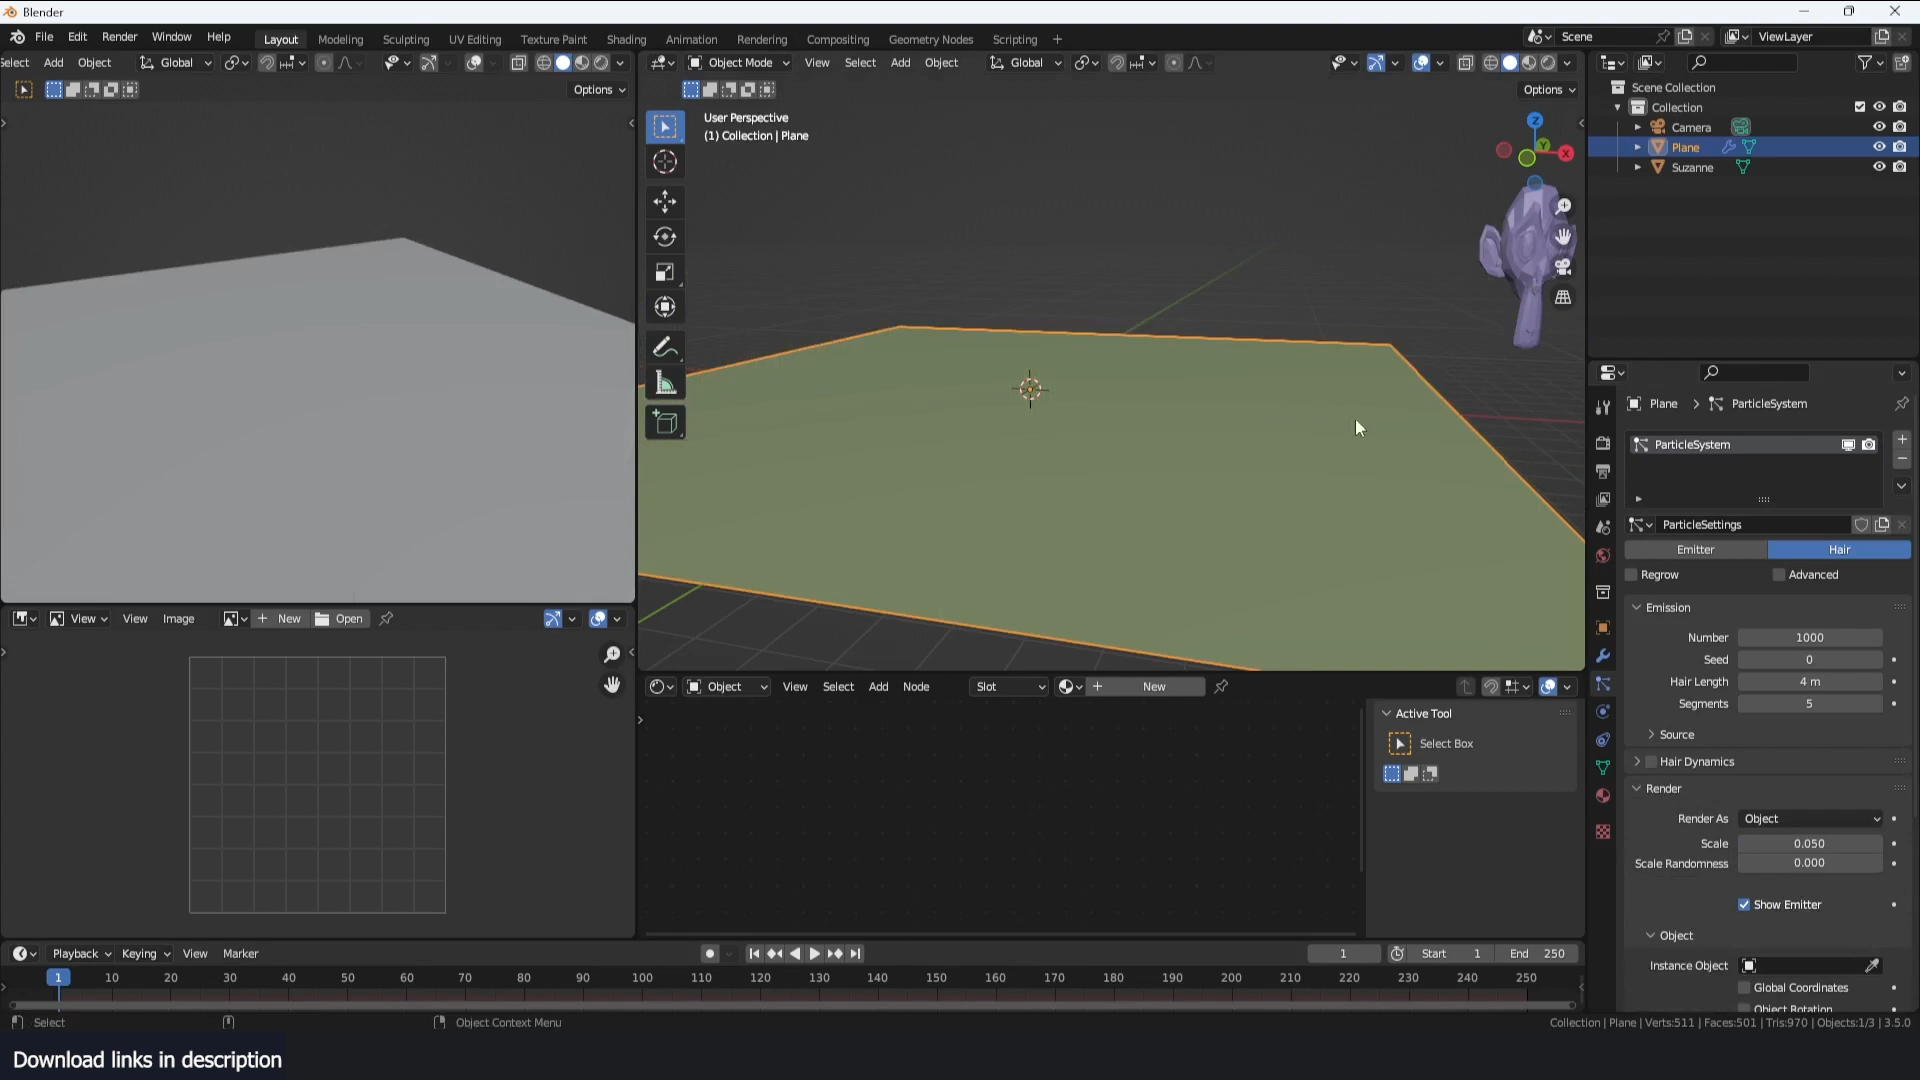 Blender
File Edit Render Window Help
Layout Modeling Sculpting UV Editing Texture Paint Shading Animation Rendering Compositing Geometry Nodes Scripting +
Scene
ViewLayer
elect Add Object Global
Object Mode View Select Add Object Global
Options
Options
User Perspective
(1) Collection | Plane
Z
Y
X
Scene Collection
Collection
Camera
Plane
Suzanne
Plane > ParticleSystem
ParticleSystem
ParticleSettings
Emitter Hair
Regrow Advanced
Emission
Number 1000
Seed 0
Hair Length 4 m
Segments 5
Source
Hair Dynamics
Render
Render As Object
Scale 0.050
Scale Randomness 0.000
Show Emitter
Object
Instance Object
Global Coordinates
Object Rotation
View View Image + New Open
Object View Select Add Node Slot + New
Active Tool
Select Box
Playback Keying View Marker
1 Start 1 End 250
1 10 20 30 40 50 60 70 80 90 100 110 120 130 140 150 160 170 180 190 200 210 220 230 240 250
Select
Object Context Menu
Collection | Plane | Verts:511 | Faces:501 | Tris:970 | Objects:1/3 | 3.5.0
Download links in description